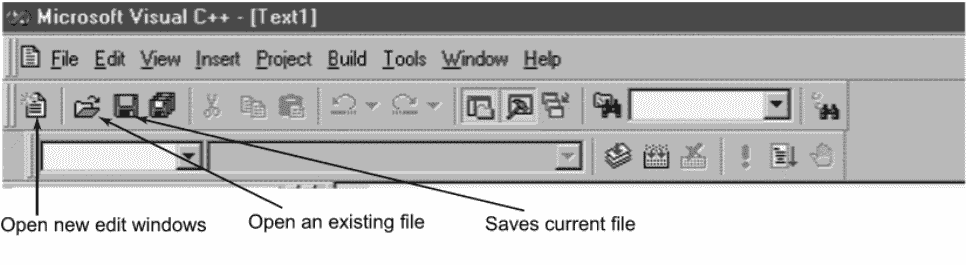 Microsoft Visual C++ - [Text1]
File Edit View Insert Project Build Tools Window Help
Open new edit windows
Open an existing file
Saves current file